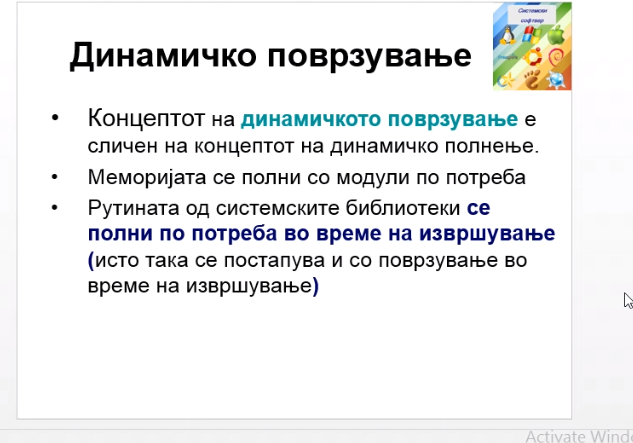 Системски
софтвер
Динамичко поврзување
• Концептот на динамичкото поврзување е
сличен на концептот на динамичко полнење.
• Меморијата се полни со модули по потреба
• Рутината од системските библиотеки се
полни по потреба во време на извршување
(исто така се постапува и со поврзување во
време на извршување)
Activate Windo